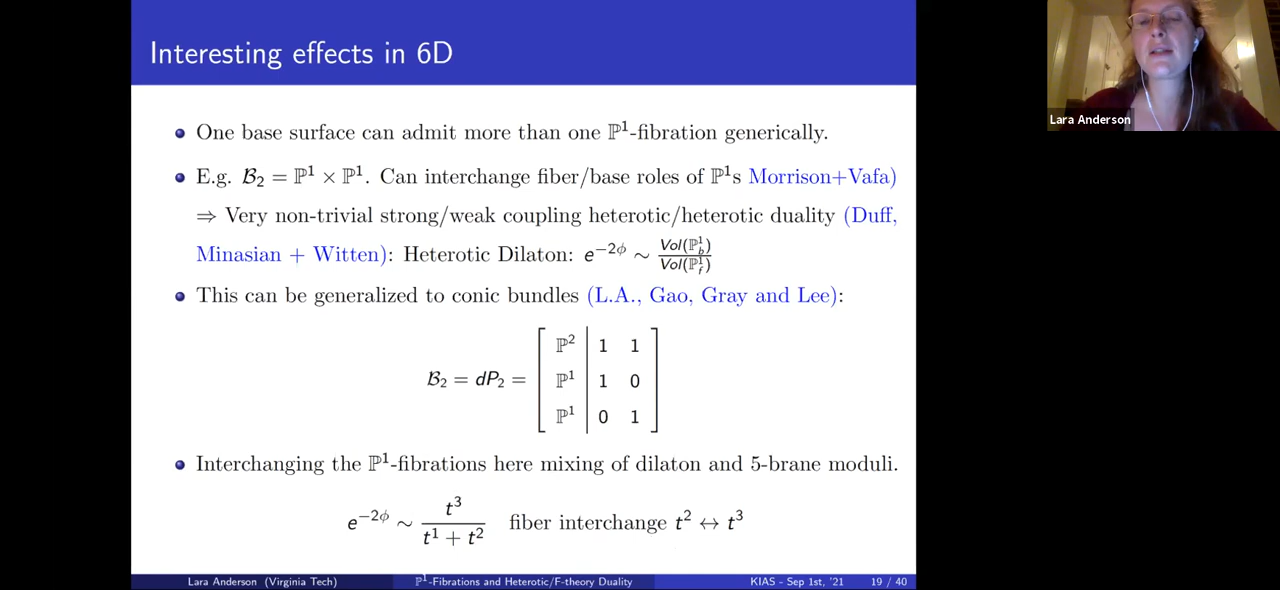 Interesting effects in 6D
Lara Anderson
One base surface can admit more than one ℙ¹-fibration generically.
E.g. 𝓑₂ = ℙ¹ × ℙ¹. Can interchange fiber/base roles of ℙ¹s Morrison+Vafa)
⇒ Very non-trivial strong/weak coupling heterotic/heterotic duality (Duff,
Minasian + Witten): Heterotic Dilaton: e^{−2ϕ} ∼ Vol(ℙ¹_b) / Vol(ℙ¹_f)
This can be generalized to conic bundles (L.A., Gao, Gray and Lee):
𝓑₂ = dP₂ =
ℙ² 1 1
ℙ¹ 1 0
ℙ¹ 0 1
Interchanging the ℙ¹-fibrations here mixing of dilaton and 5-brane moduli.
e^{−2ϕ} ∼ t³ / (t¹ + t²) fiber interchange t² ↔ t³
Lara Anderson (Virginia Tech) ℙ¹-Fibrations and Heterotic/F-theory Duality KIAS - Sep 1st, '21 19 / 40